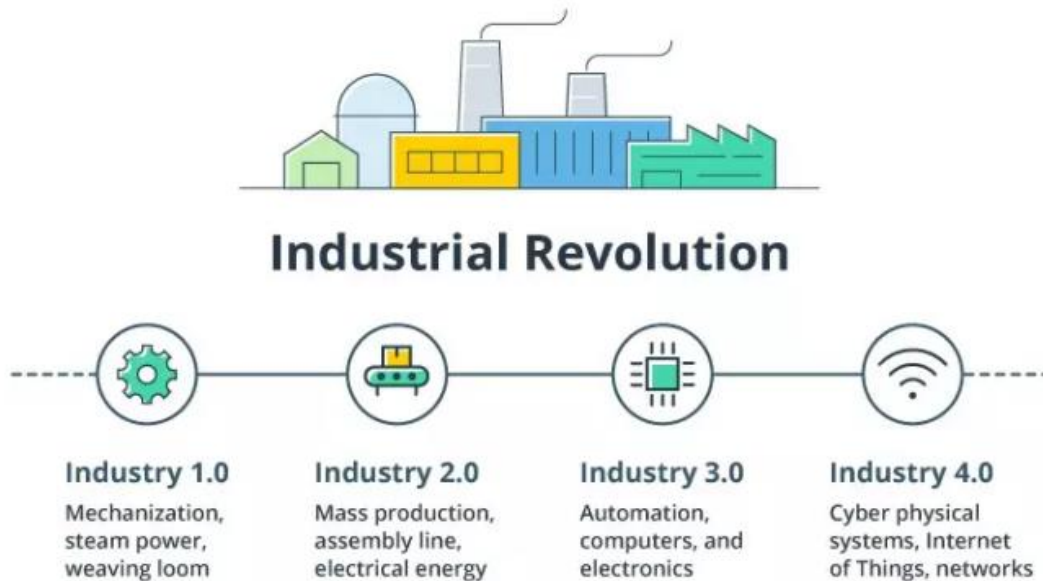 Industrial Revolution
Industry 1.0
Mechanization,
steam power,
weaving loom
Industry 2.0
Mass production,
assembly line,
electrical energy
Industry 3.0
Automation,
computers, and
electronics
Industry 4.0
Cyber physical
systems, Internet
of Things, networks